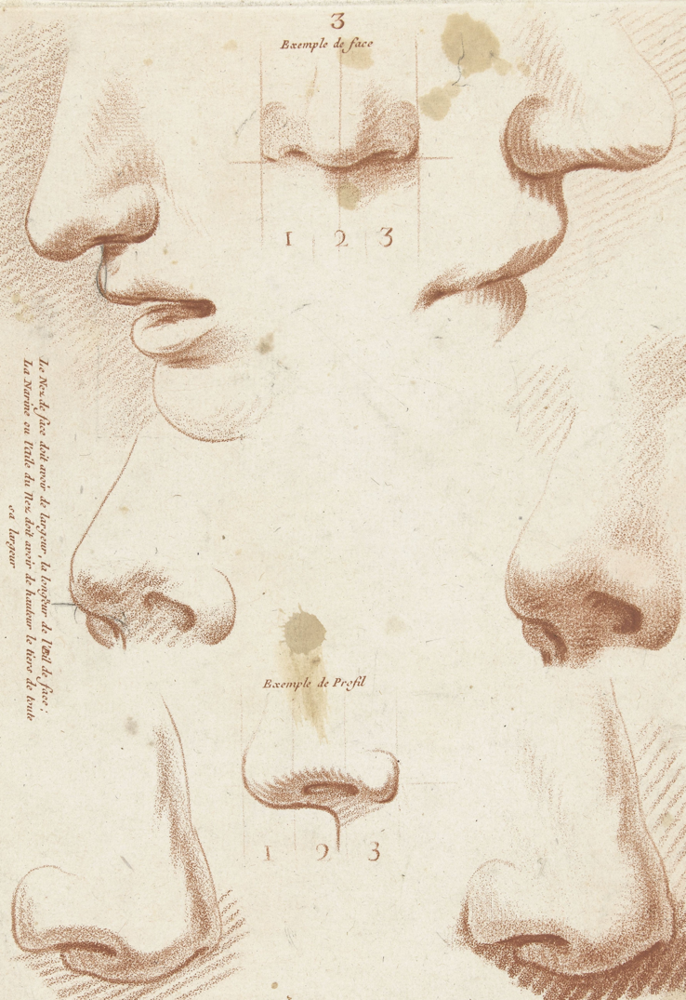 3
Exemple de face
1 2 3
Le Nez de face doit avoir de largeur, la longeur de l'Œil de face;
La Narine ou l'aile du Nez doit avoir de hauteur le tiers de toute
sa largeur
Exemple de Profil
1 2 3